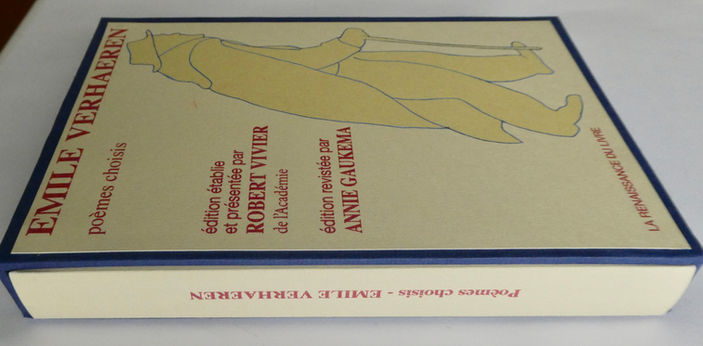 EMILE VERHAEREN
poèmes choisis
édition établie
et présentée par
ROBERT VIVIER
de l'Académie
édition revistée par
ANNIE GAUKEMA
LA RENAISSANCE DU LIVRE
Poèmes choisis - EMILE VERHAEREN